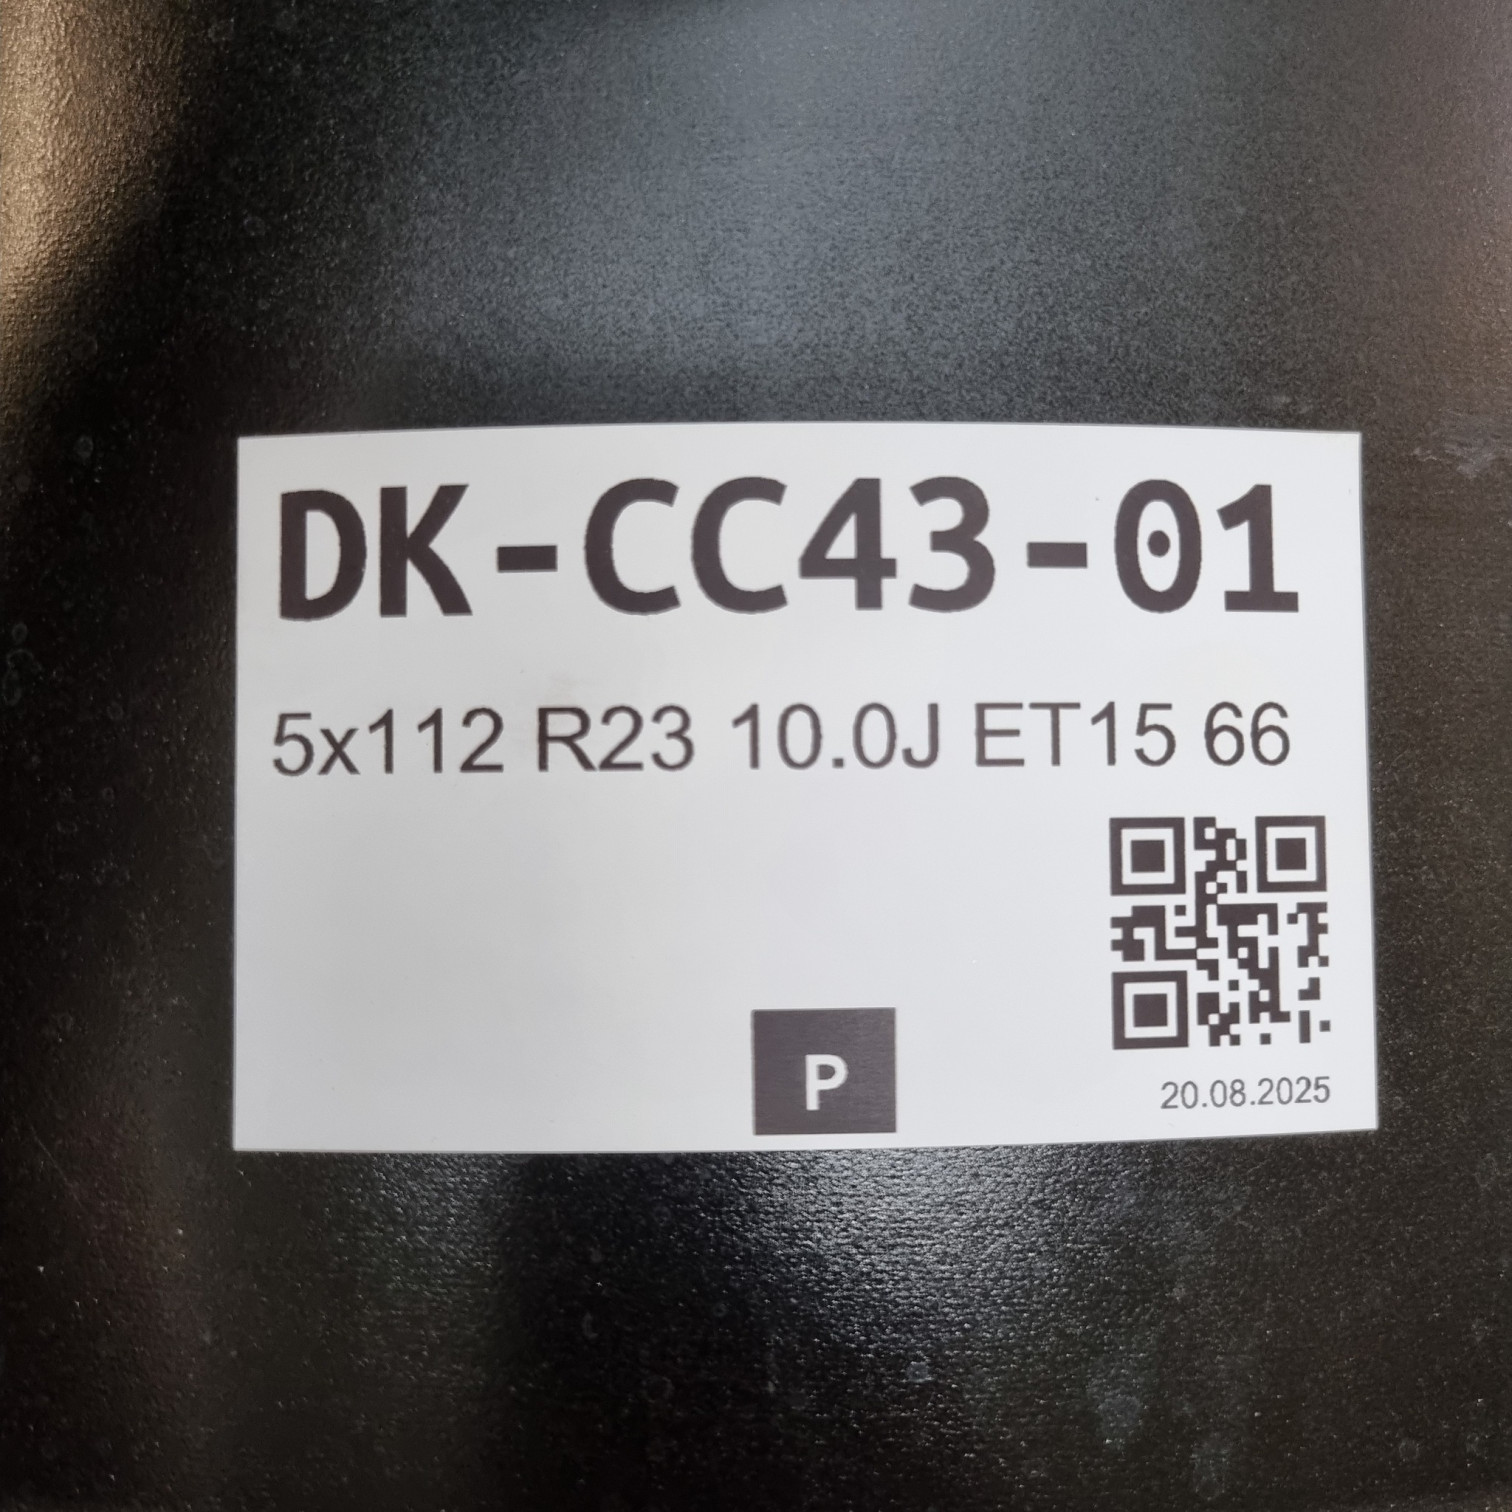 DK-CC43-01
5x112 R23 10.0J ET15 66
P
20.08.2025